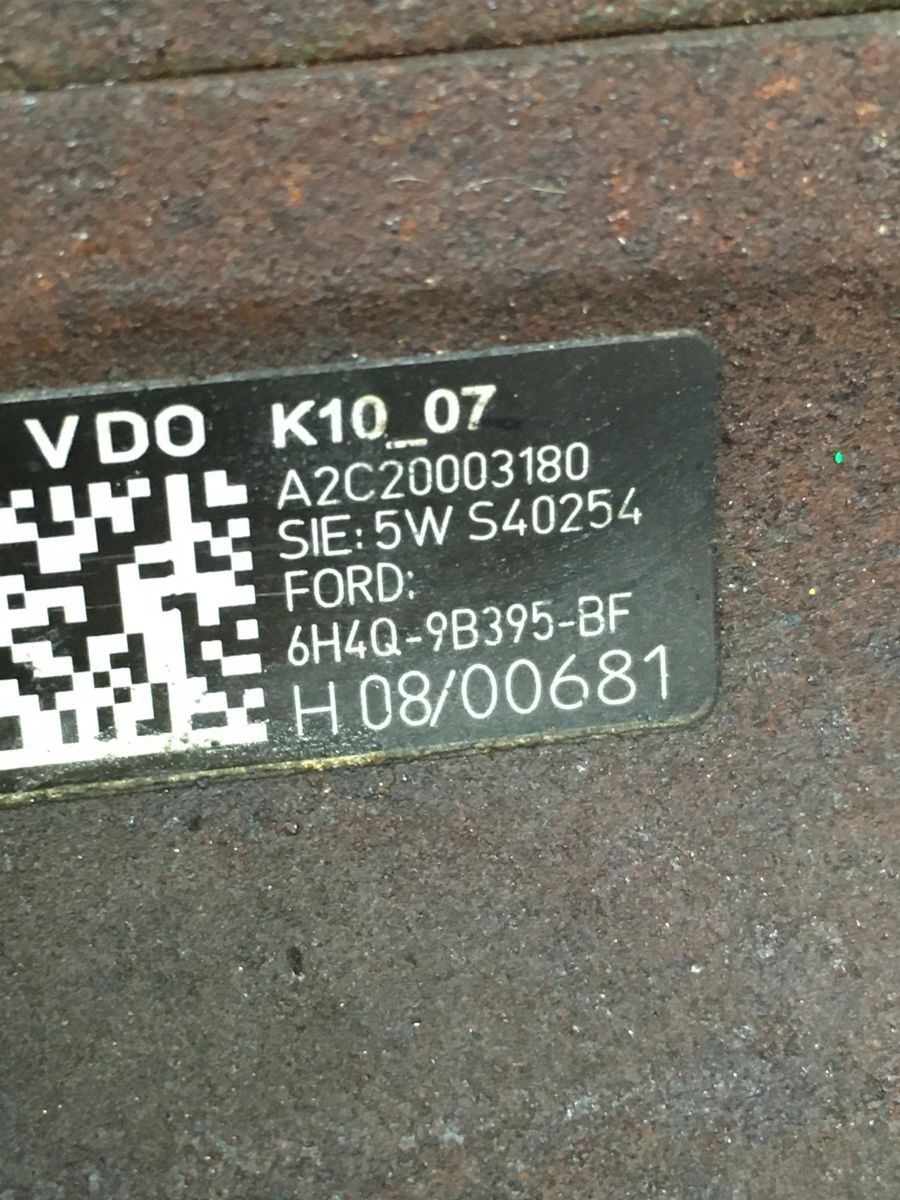 VDO K10_07
A2C20003180
SIE: 5W S40254
FORD:
6H4Q-9B395-BF
H 08/00681